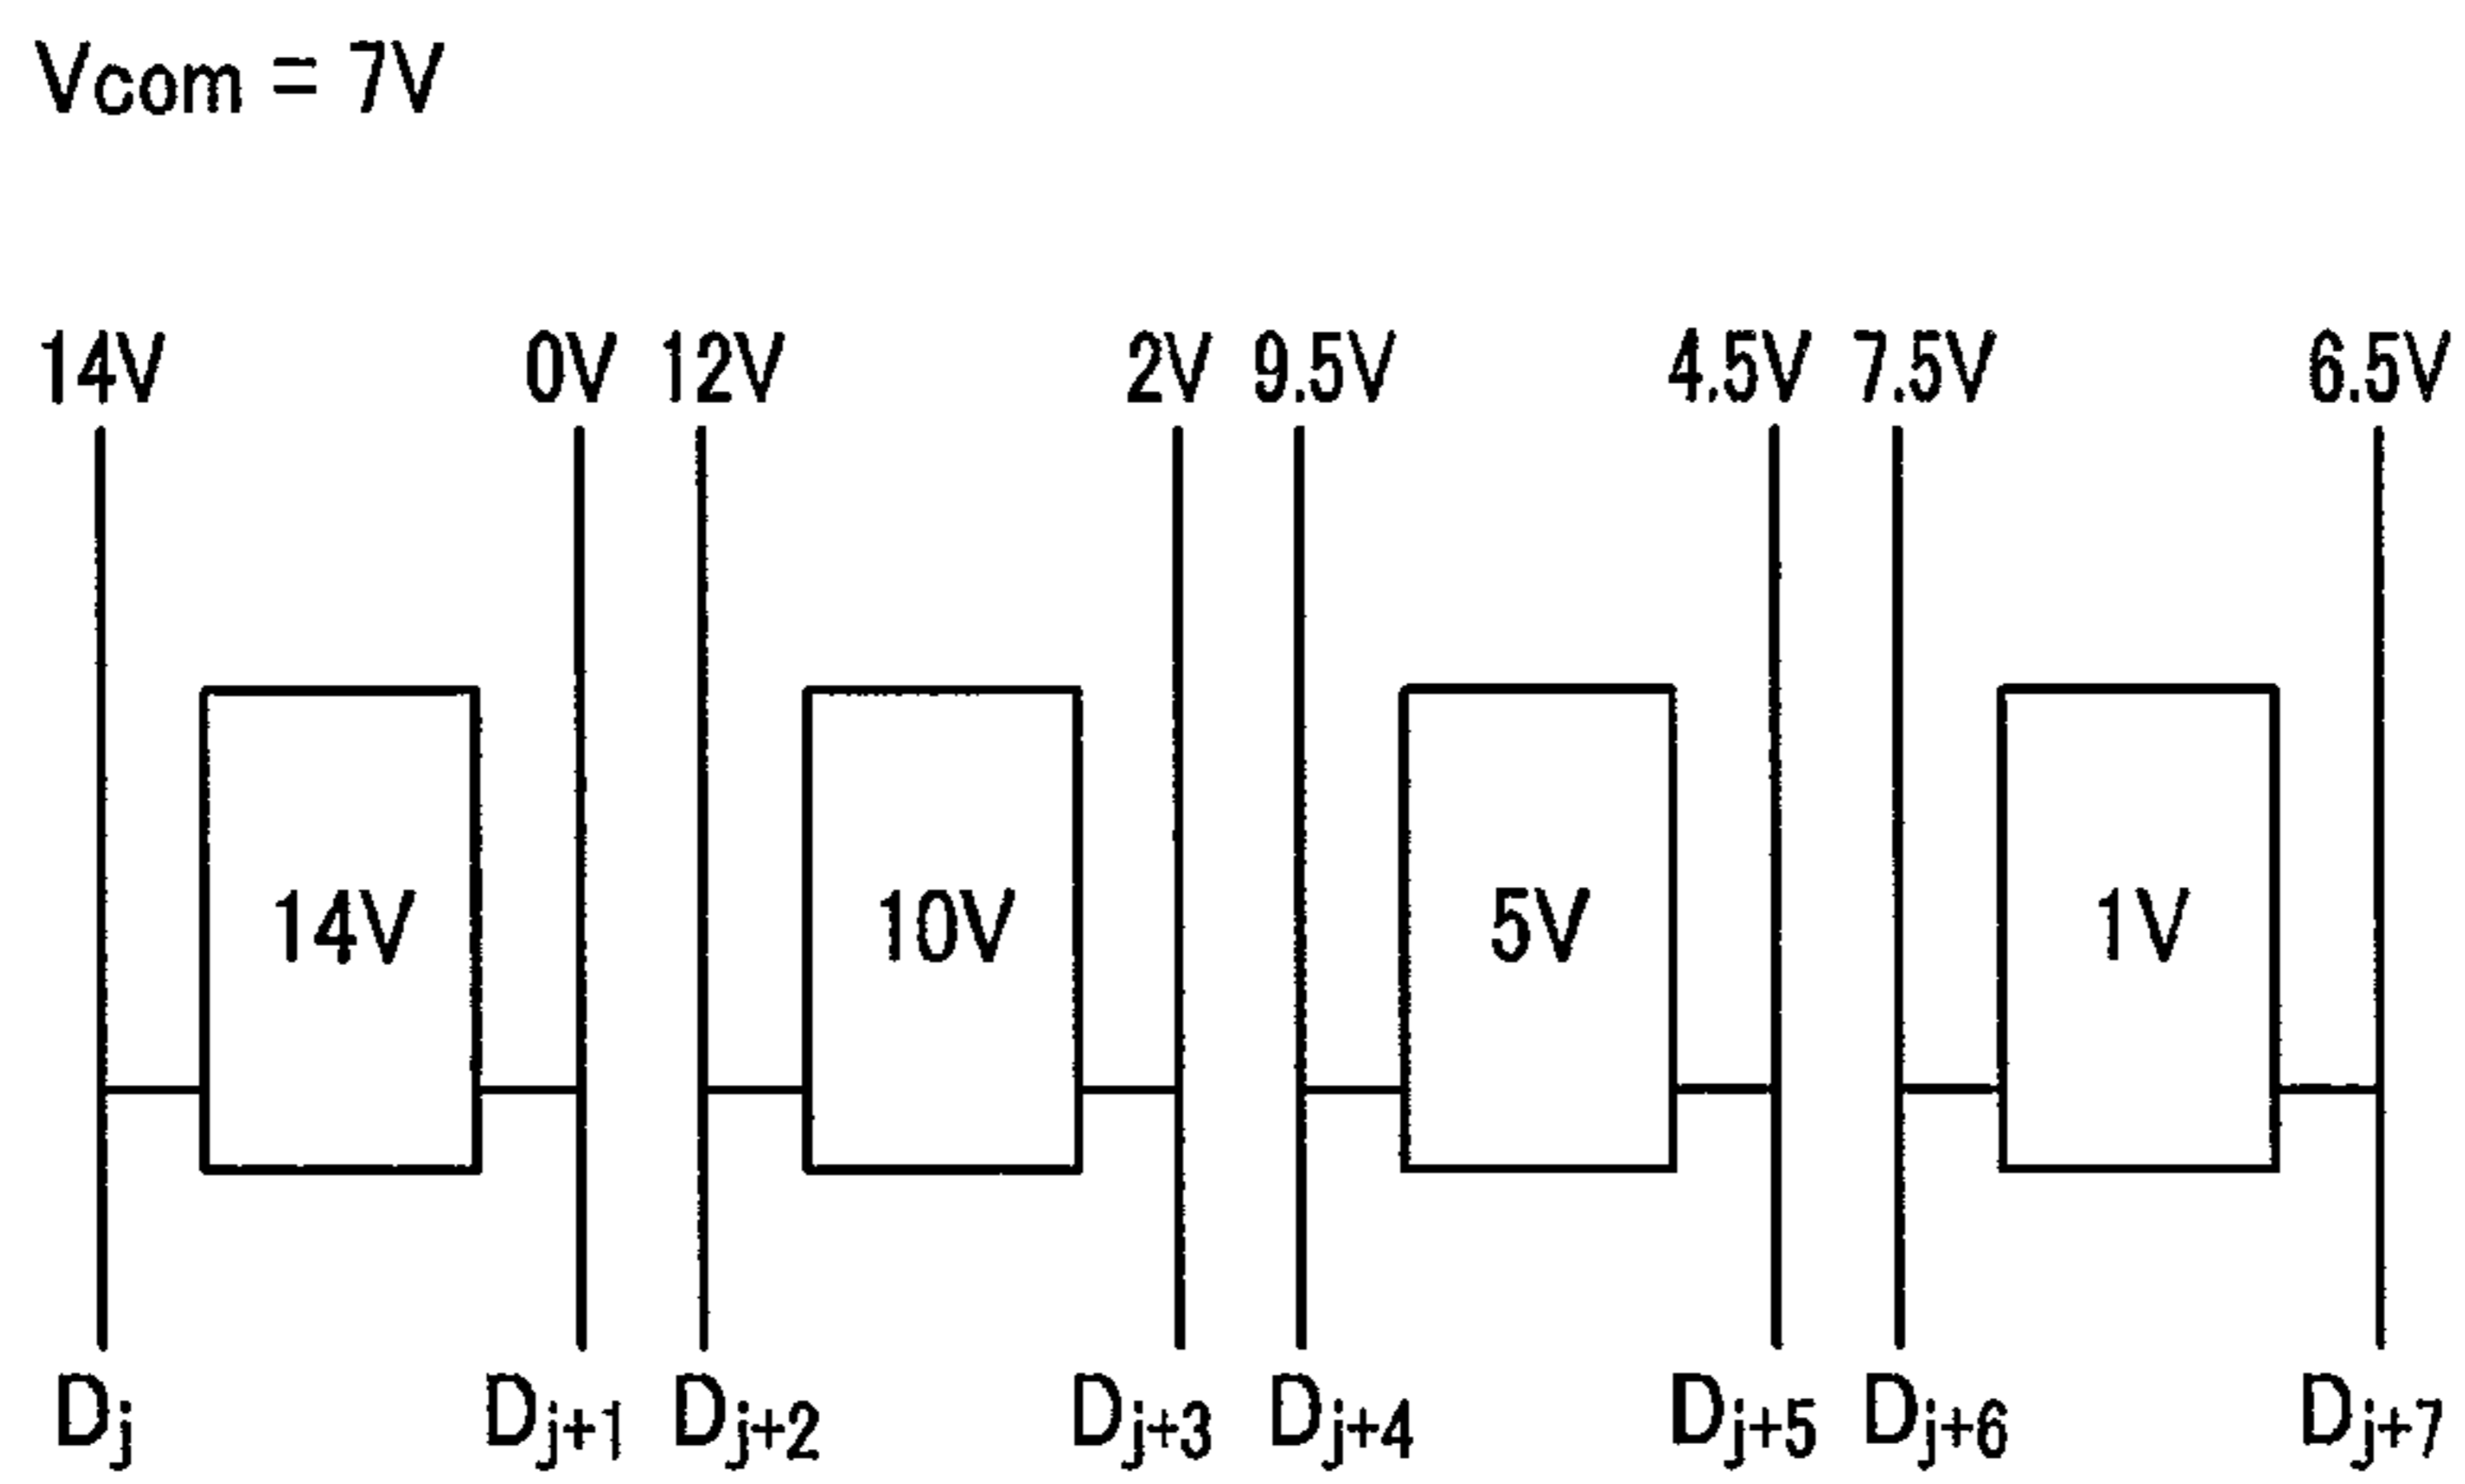 Vcom = 7V
14V 0V 12V 2V 9.5V 4.5V 7.5V 6.5V
14V 10V 5V 1V
Dj Dj+1 Dj+2 Dj+3 Dj+4 Dj+5 Dj+6 Dj+7